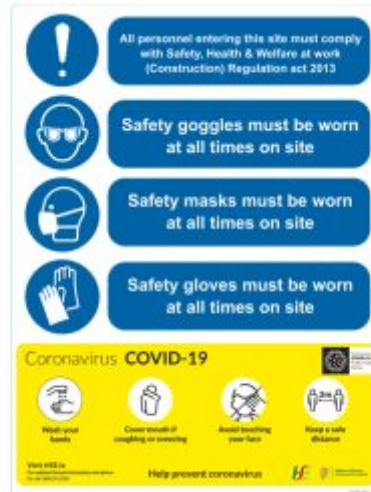 All personnel entering this site must comply
with Safety, Health & Welfare at work
(Construction) Regulation act 2013
Safety goggles must be worn
at all times on site
Safety masks must be worn
at all times on site
Safety gloves must be worn
at all times on site
Coronavirus COVID-19
Wash your
hands
Cover mouth if
coughing or sneezing
Avoid touching
your face
2m
Keep a safe
distance
Visit HSE.ie
Help prevent coronavirus